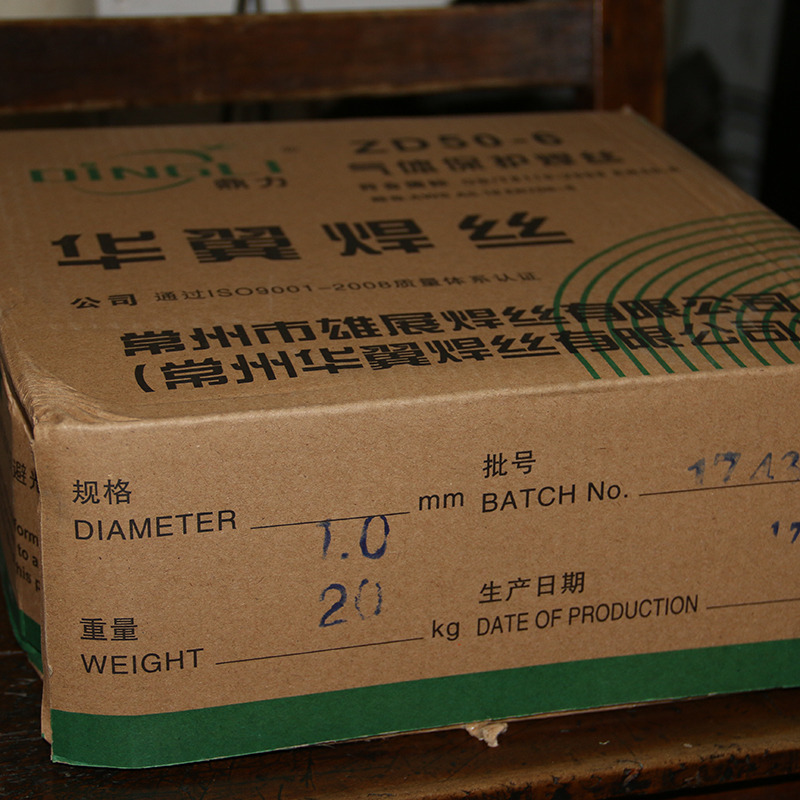 DINGLI
鼎力
ZD50-6
气体保护焊丝
华翼焊丝
公司 通过ISO9001-2008质量体系认证
常州市雄展焊丝有限公司
(常州华翼焊丝有限公司
规格
DIAMETER 1.0 mm
批号
BATCH No.
重量
WEIGHT 20 kg
生产日期
DATE OF PRODUCTION 17
避光
to a